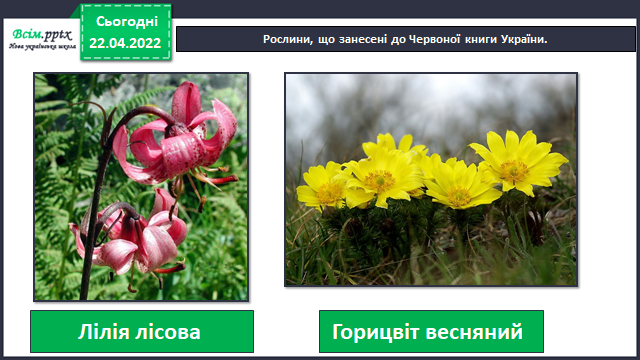 Всім.pptx
Нова українська школа
Сьогодні
22.04.2022
Рослини, що занесені до Червоної книги України.
Лілія лісова
Горицвіт весняний